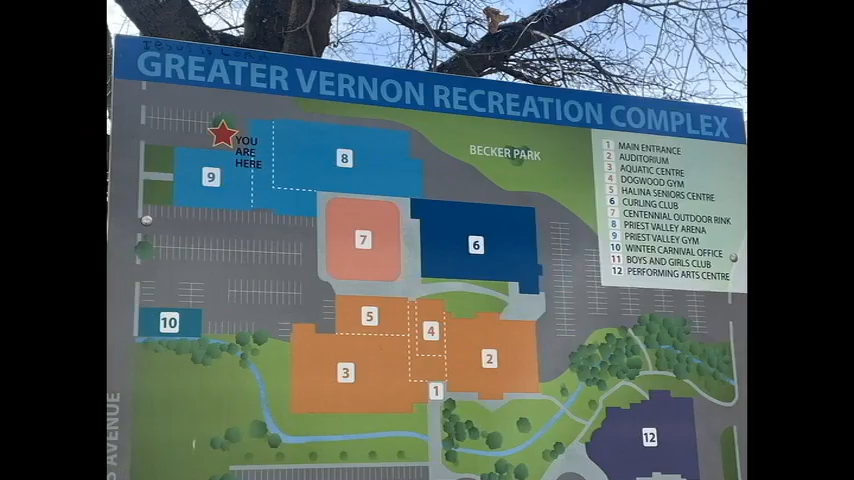 GREATER VERNON RECREATION COMPLEX
YOU
ARE
HERE
BECKER PARK
1 MAIN ENTRANCE
2 AUDITORIUM
3 AQUATIC CENTRE
4 DOGWOOD GYM
5 HALINA SENIORS CENTRE
6 CURLING CLUB
7 CENTENNIAL OUTDOOR RINK
8 PRIEST VALLEY ARENA
9 PRIEST VALLEY GYM
10 WINTER CARNIVAL OFFICE
11 BOYS AND GIRLS CLUB
12 PERFORMING ARTS CENTRE
8
9
7
6
10
5
4
3
2
1
12
AVENUE